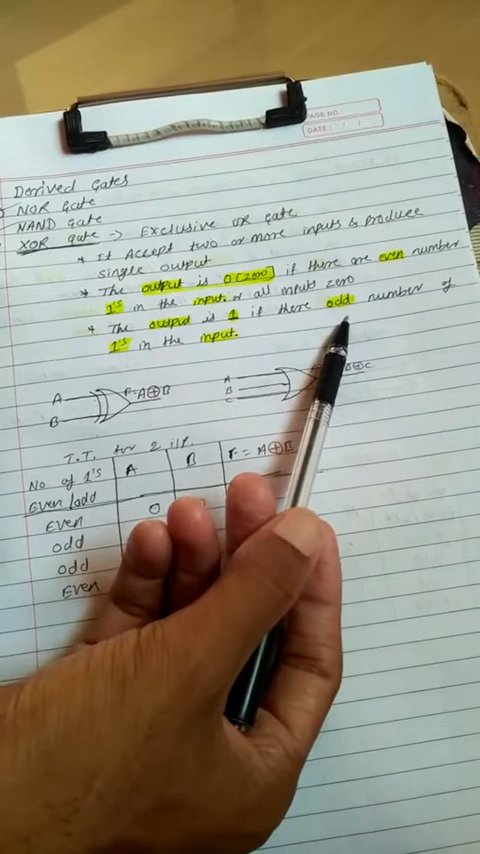 PAGE NO.:
DATE: / /
Derived Gates
NOR Gate
NAND Gate
XOR gate -> Exclusive OR gate
* It Accept two or more inputs & produce
single output
* The output is 0 (zero) if there are even number
1's in the input. or all inputs zero
* The output is 1 if there odd number of
1's in the input.
A
B
F=A⊕B
A
B
C
⊕C
T.T. for 2 i/P
No of 1's A B F = A⊕B
Even/odd
Even 0
odd
odd
Even